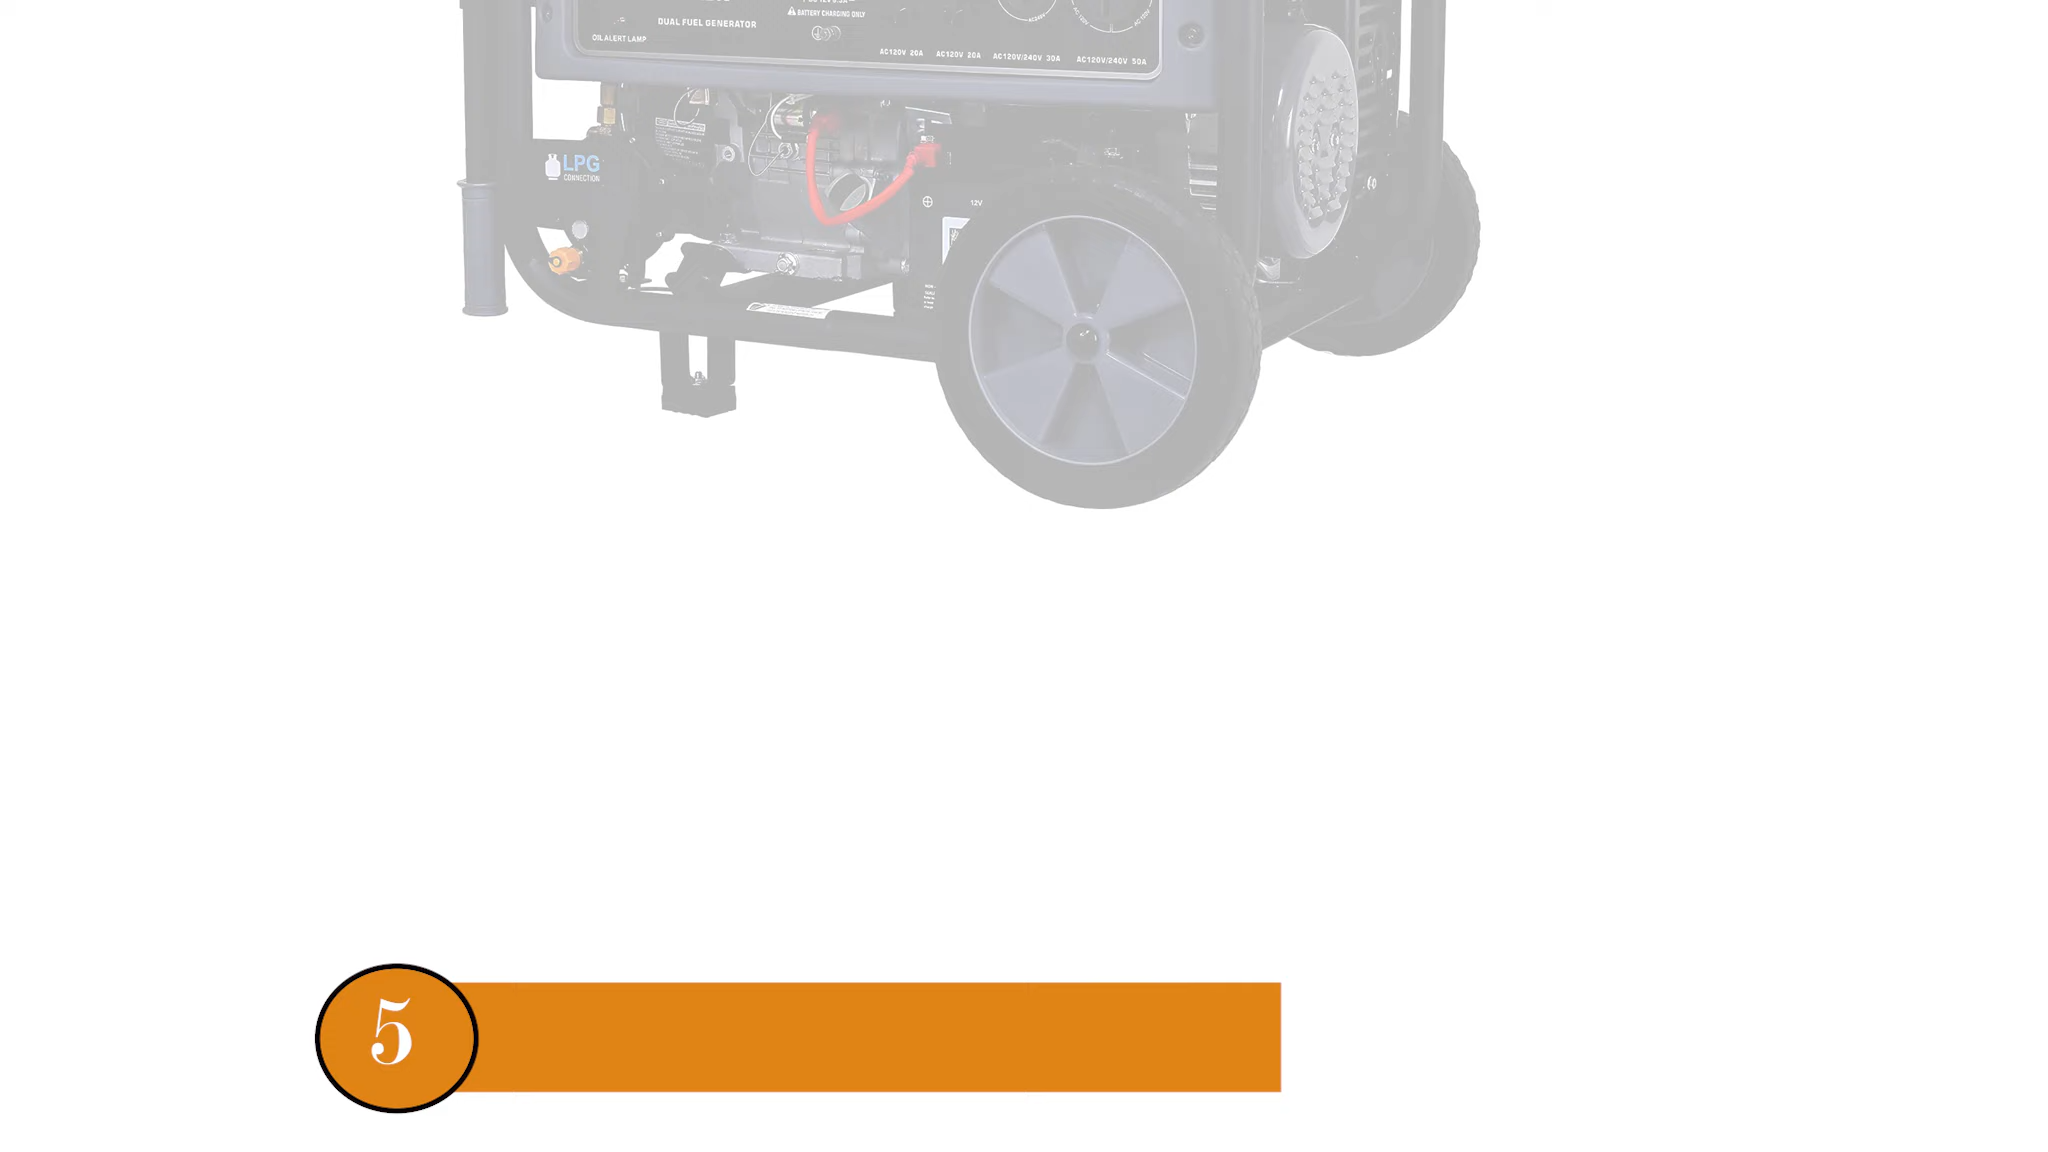 DUAL FUEL GENERATOR
BATTERY CHARGING ONLY
OIL ALERT LAMP
AC120V 20A AC120V 20A AC120V/240V 30A AC120V/240V 50A
LPG
CONNECTION
12V
5